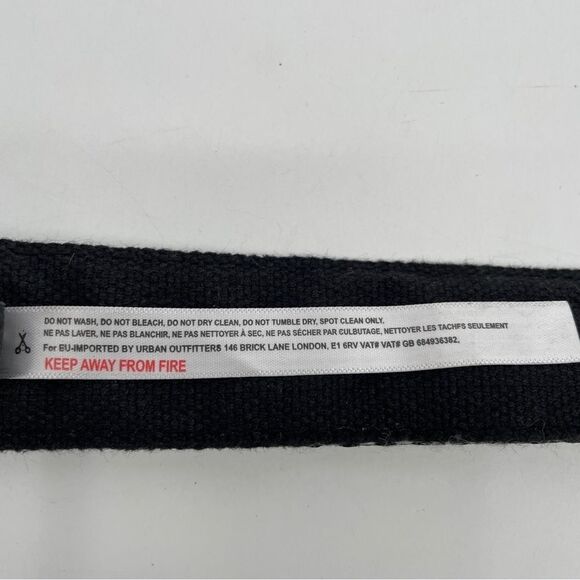 DO NOT WASH, DO NOT BLEACH, DO NOT DRY CLEAN, DO NOT TUMBLE DRY, SPOT CLEAN ONLY.
NE PAS LAVER, NE PAS BLANCHIR, NE PAS NETTOYER À SEC, NE PAS SÉCHER PAR CULBUTAGE, NETTOYER LES TACHFS SEULEMENT
For EU-IMPORTED BY URBAN OUTFITTERS 146 BRICK LANE LONDON, E1 6RV VAT# VAT# GB 684936382,
KEEP AWAY FROM FIRE